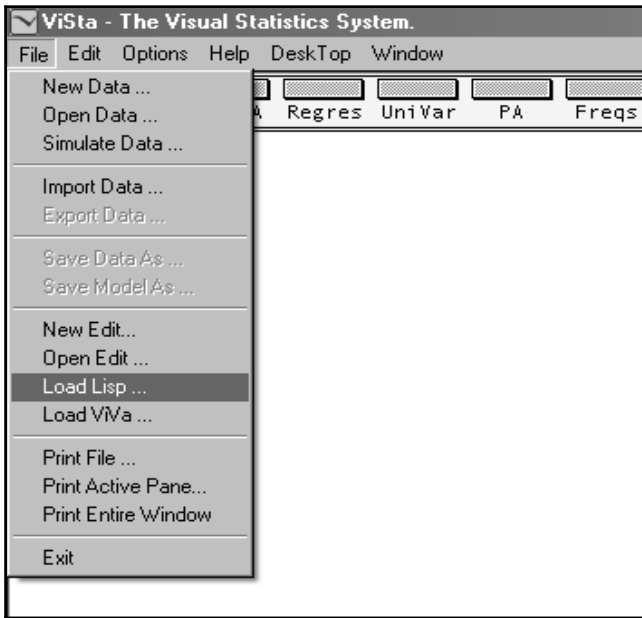 ViSta - The Visual Statistics System.
File Edit Options Help DeskTop Window
New Data ...
Open Data ...
Simulate Data ...
Import Data ...
Export Data ...
Save Data As ...
Save Model As ...
New Edit...
Open Edit ...
Load Lisp ...
Load ViVa ...
Print File ...
Print Active Pane...
Print Entire Window
Exit
A Regres UniVar PA Freqs